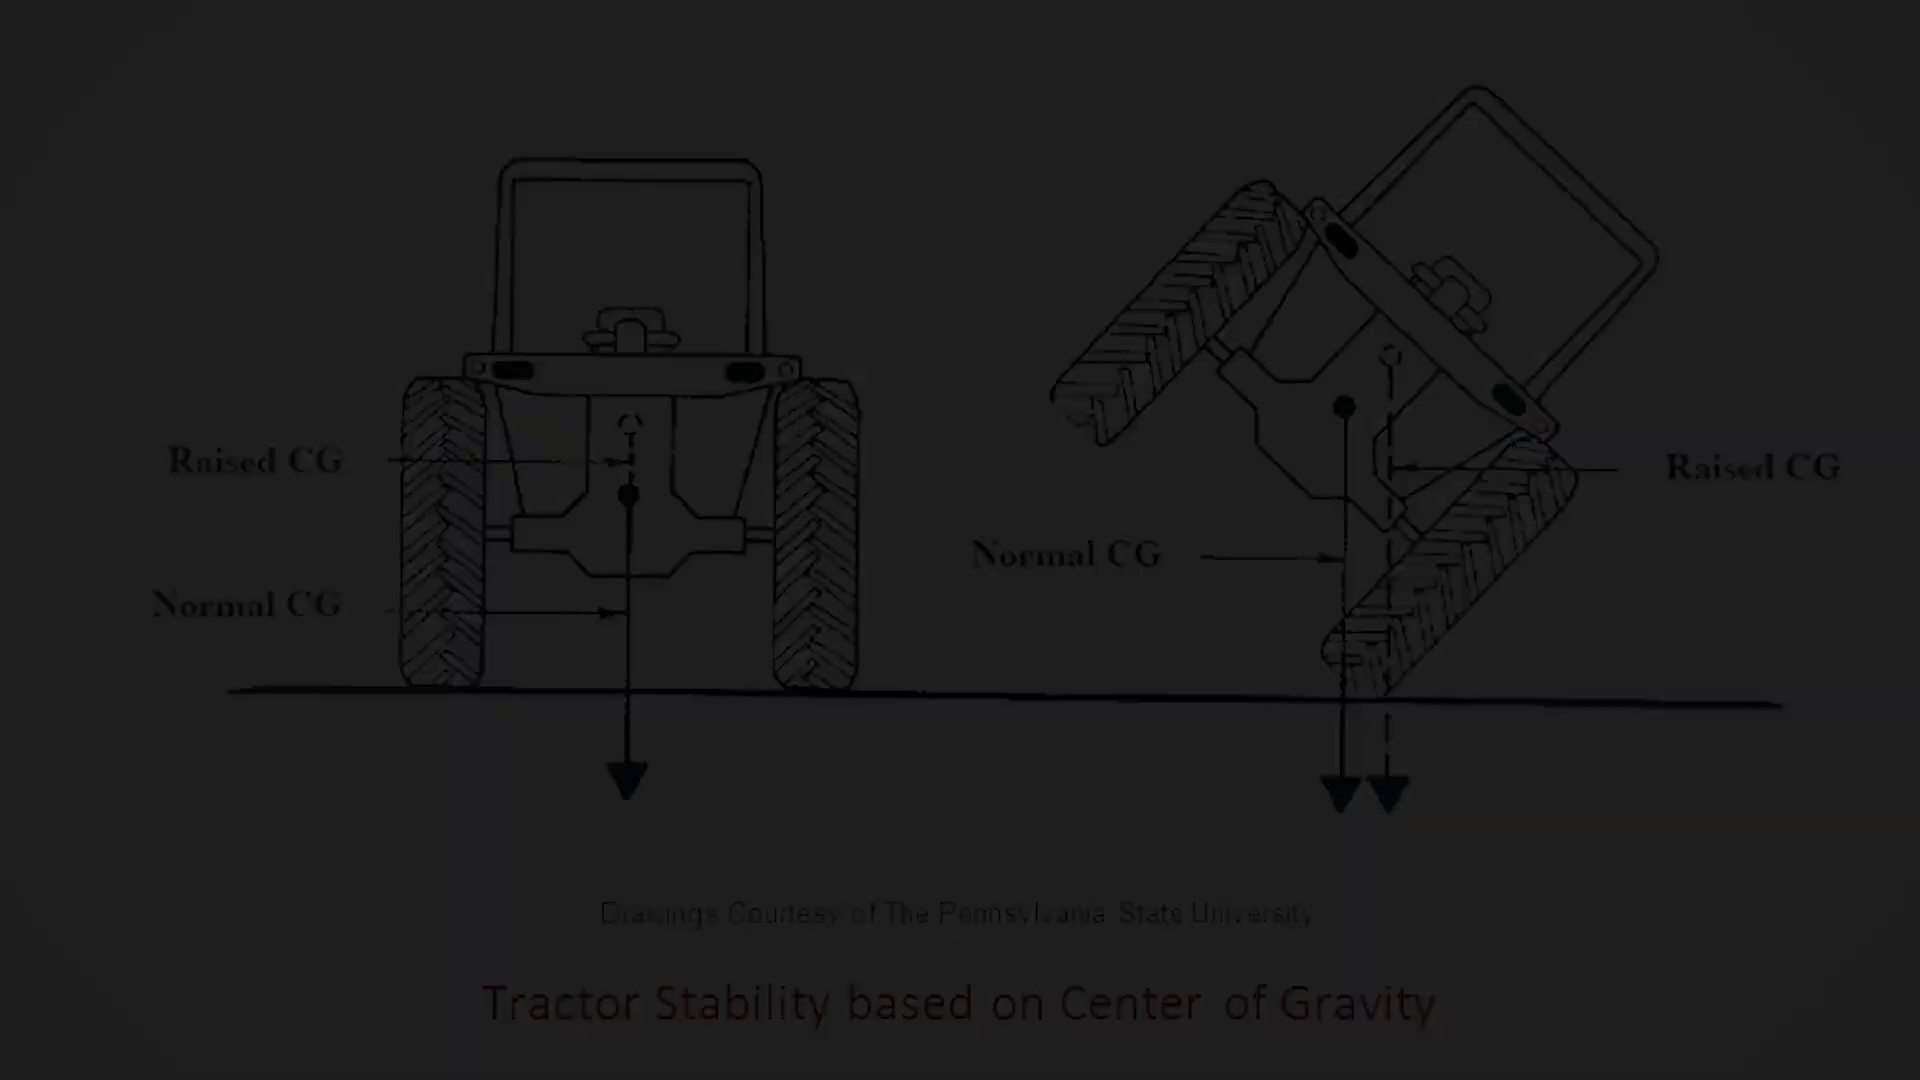 Raised CG
Normal CG
Normal CG
Raised CG
Drawings Courtesy of The Pennsylvania State University
Tractor Stability based on Center of Gravity